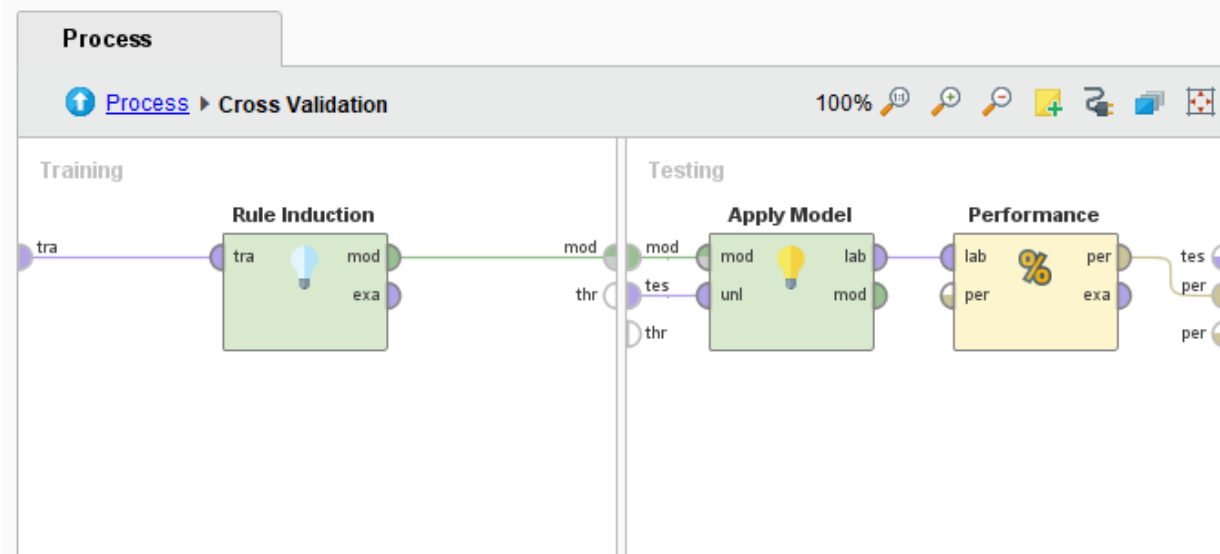 Process
Process Cross Validation
100%
Training
Testing
Rule Induction
Apply Model
Performance
tra
tra
mod
mod
mod
mod
lab
lab
per
tes
exa
thr
tes
unl
mod
per
exa
per
thr
per